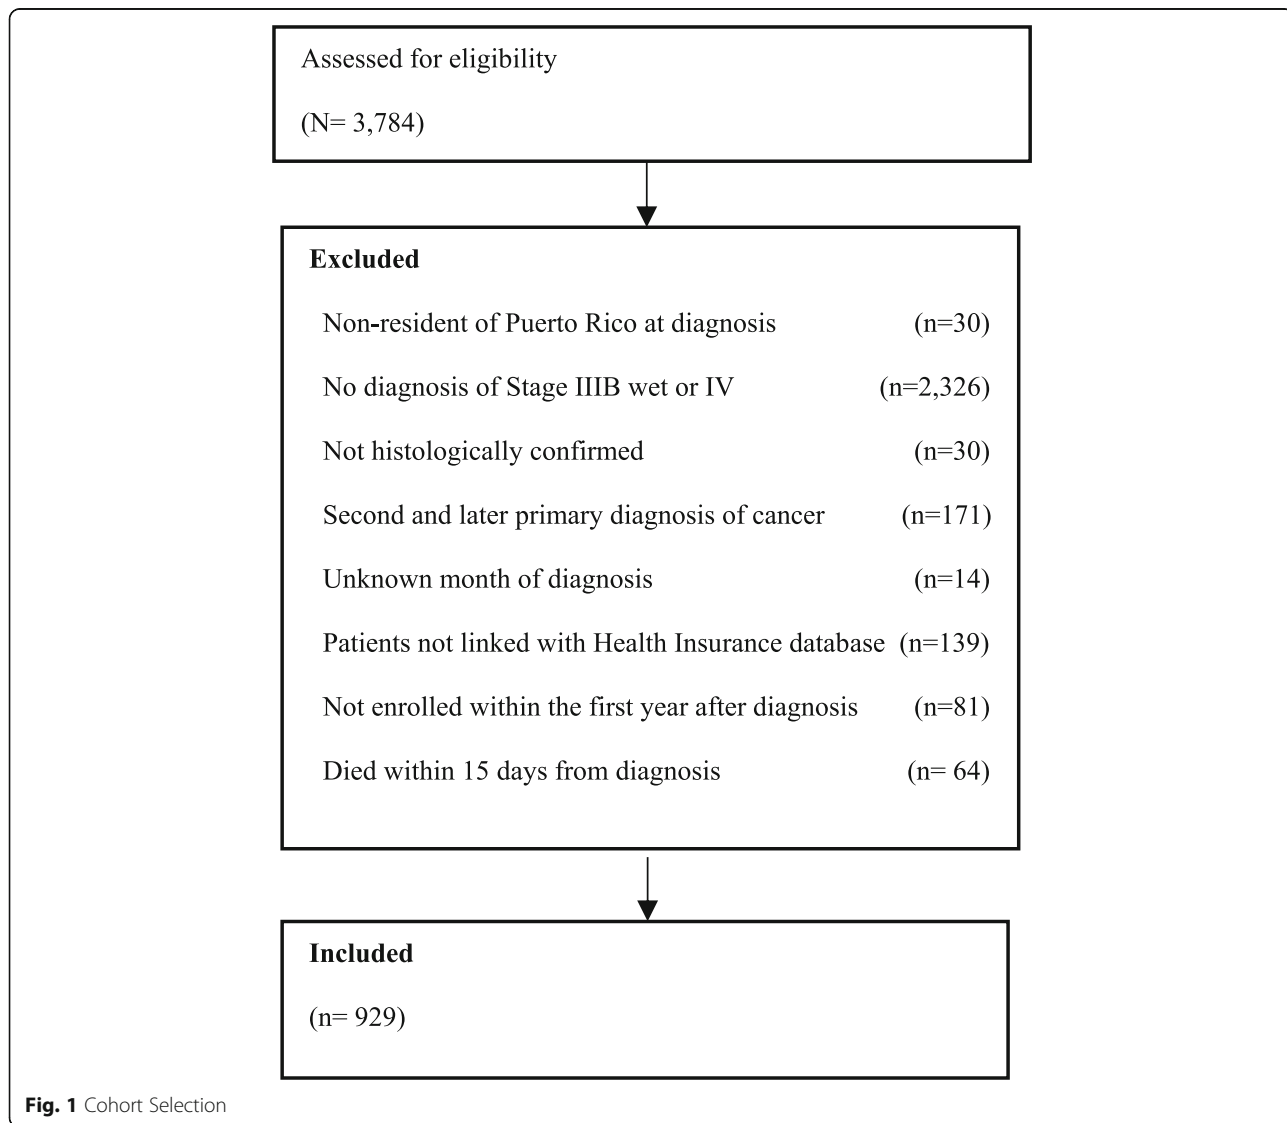 Assessed for eligibility
(N= 3,784)
Excluded
Non-resident of Puerto Rico at diagnosis (n=30)
No diagnosis of Stage IIIB wet or IV (n=2,326)
Not histologically confirmed (n=30)
Second and later primary diagnosis of cancer (n=171)
Unknown month of diagnosis (n=14)
Patients not linked with Health Insurance database (n=139)
Not enrolled within the first year after diagnosis (n=81)
Died within 15 days from diagnosis (n= 64)
Included
(n= 929)
Fig. 1 Cohort Selection